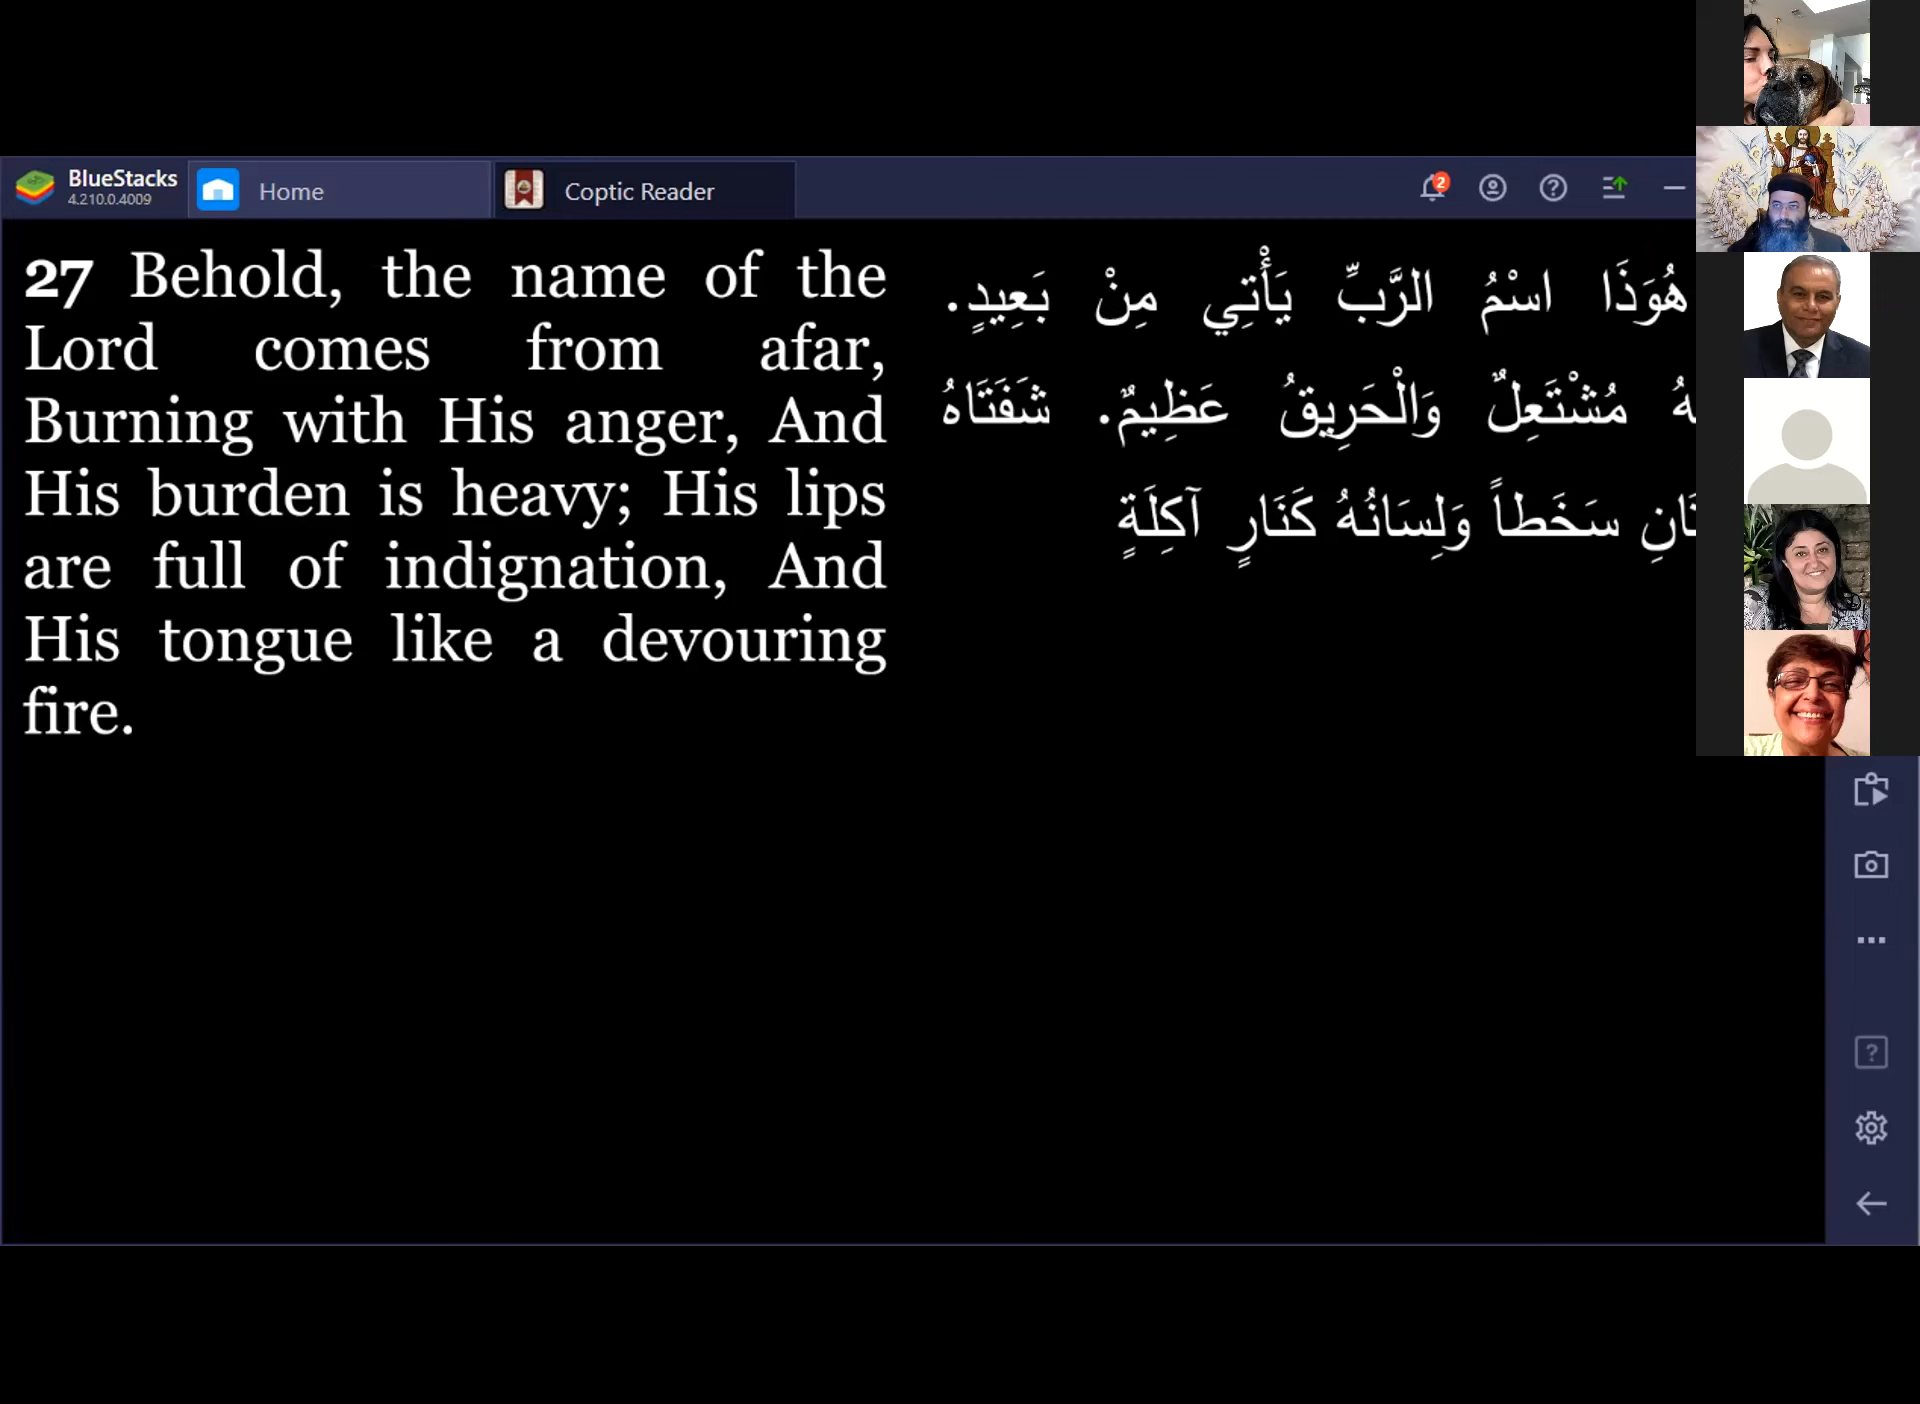 BlueStacks
4.210.0.4009
Home
Coptic Reader
2
27 Behold, the name of the
Lord comes from afar,
Burning with His anger, And
His burden is heavy; His lips
are full of indignation, And
His tongue like a devouring
fire.
هُوَذَا اسْمُ الرَّبِّ يَأْتِي مِنْ بَعِيدٍ.
مُشْتَعِلٌ وَالْحَرِيقُ عَظِيمٌ. شَفَتَاهُ
سَخَطاً وَلِسَانُهُ كَنَارٍ آكِلَةٍ